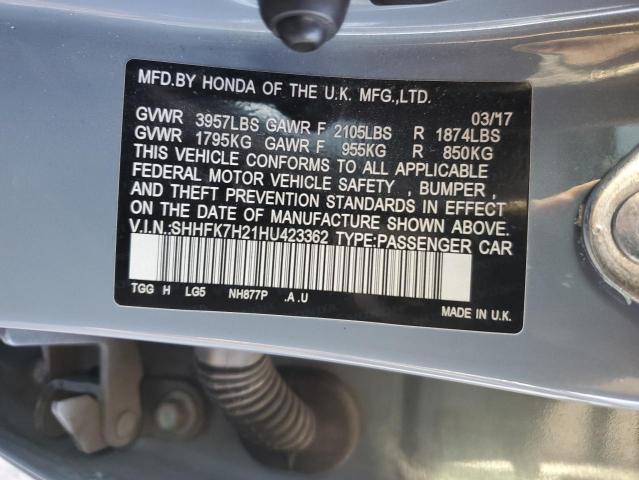 MFD.BY HONDA OF THE U.K. MFG.,LTD. 03/17
GVWR 3957LBS GAWR F 2105LBS R 1874LBS
GVWR 1795KG GAWR F 955KG R 850KG
THIS VEHICLE CONFORMS TO ALL APPLICABLE
FEDERAL MOTOR VEHICLE SAFETY , BUMPER ,
AND THEFT PREVENTION STANDARDS IN EFFECT
ON THE DATE OF MANUFACTURE SHOWN ABOVE.
V.I.N.:SHHFK7H21HU423362 TYPE:PASSENGER CAR
TGG H LG5 NH877P .A.U
MADE IN U.K.